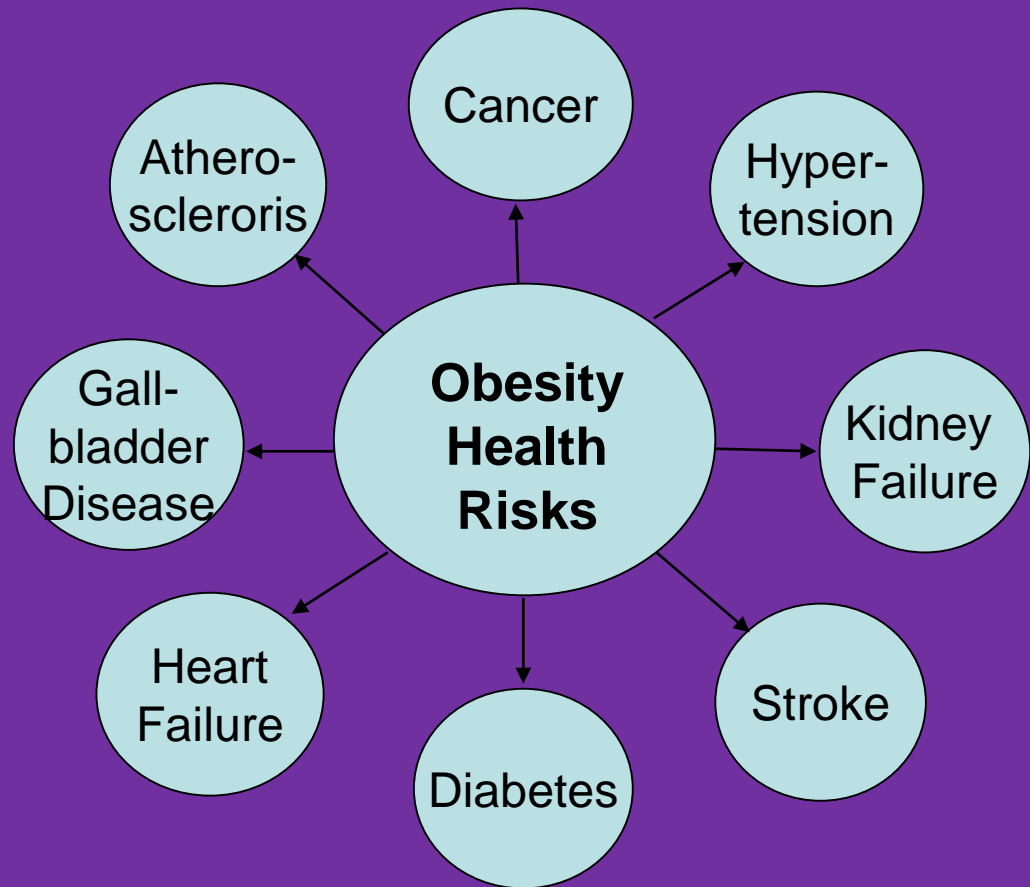 Cancer
Athero-
scleroris
Hyper-
tension
Obesity
Health
Risks
Gall-
bladder
Disease
Kidney
Failure
Heart
Failure
Stroke
Diabetes